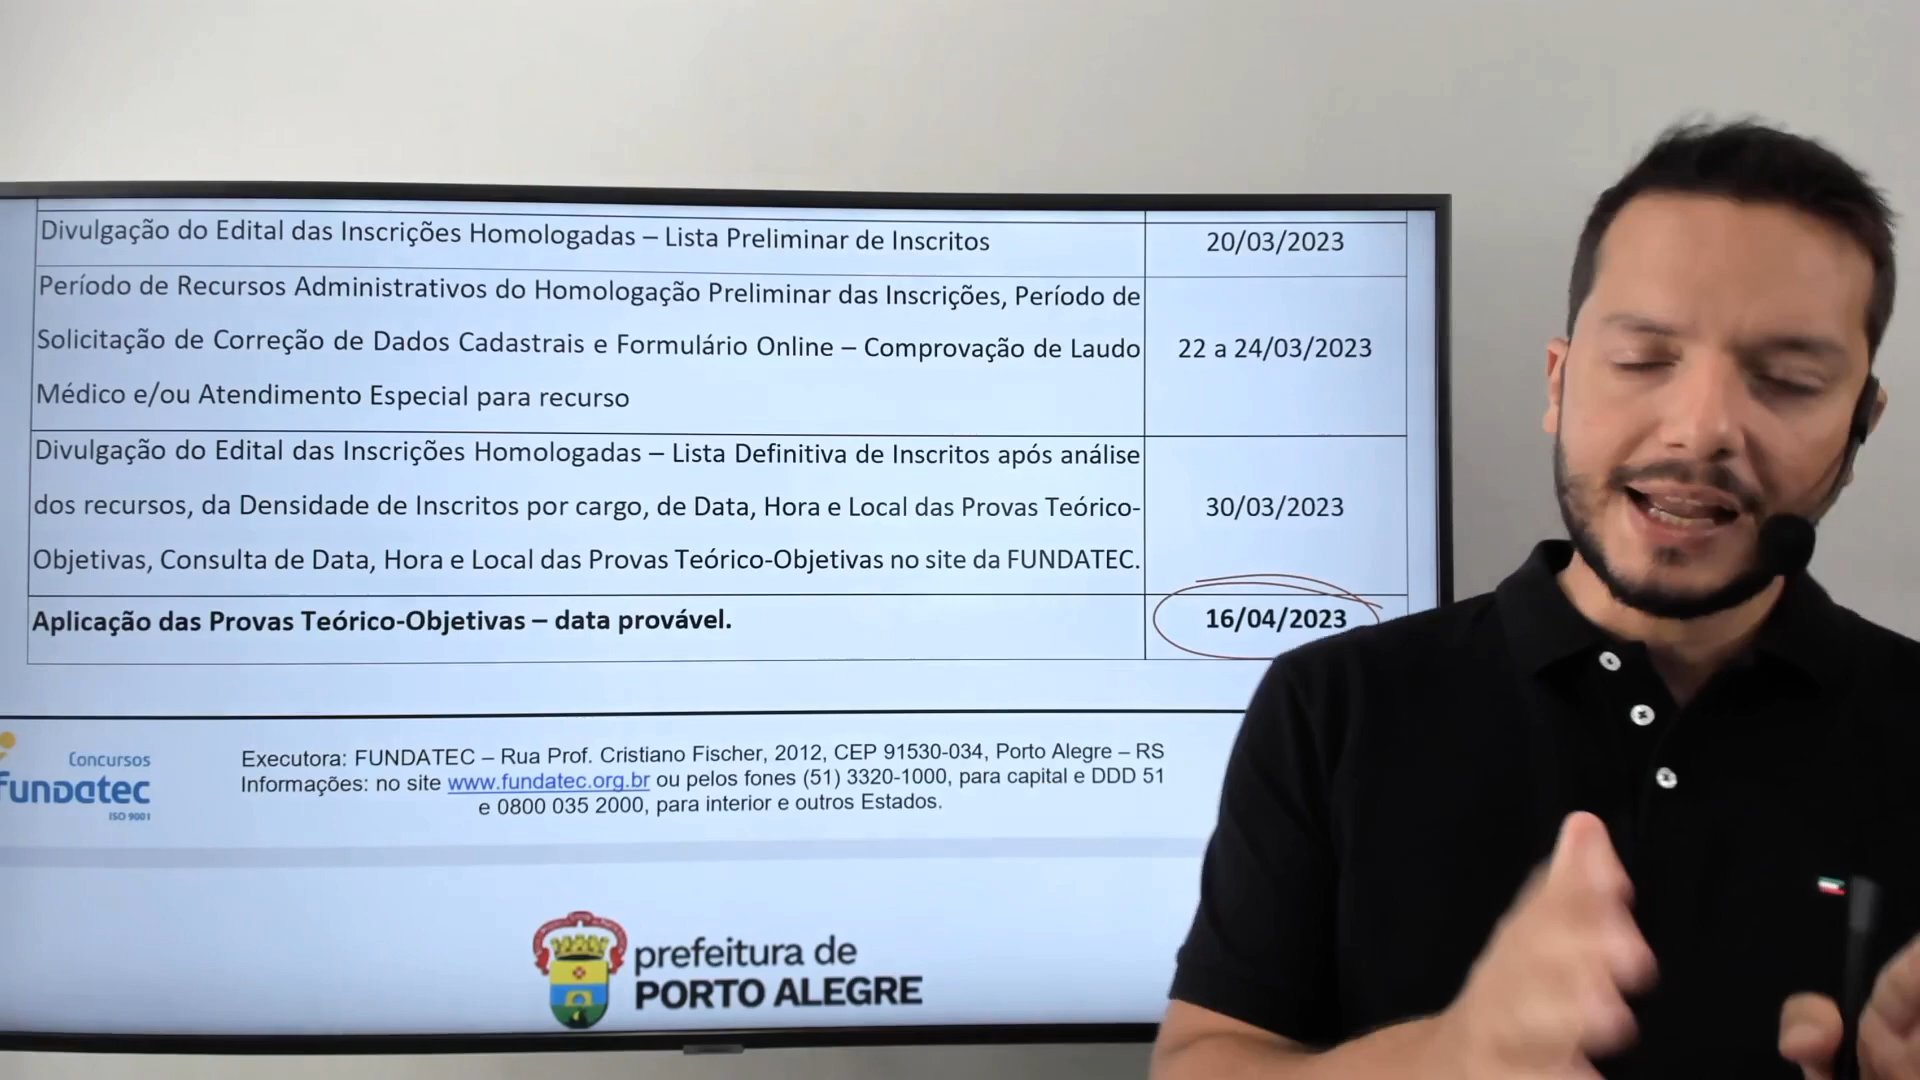 Divulgação do Edital das Inscrições Homologadas – Lista Preliminar de Inscritos
20/03/2023
Período de Recursos Administrativos do Homologação Preliminar das Inscrições, Período de
Solicitação de Correção de Dados Cadastrais e Formulário Online – Comprovação de Laudo
Médico e/ou Atendimento Especial para recurso
22 a 24/03/2023
Divulgação do Edital das Inscrições Homologadas – Lista Definitiva de Inscritos após análise
dos recursos, da Densidade de Inscritos por cargo, de Data, Hora e Local das Provas Teórico-
Objetivas, Consulta de Data, Hora e Local das Provas Teórico-Objetivas no site da FUNDATEC.
30/03/2023
Aplicação das Provas Teórico-Objetivas – data provável.
16/04/2023
Concursos
fundatec
ISO 9001
Executora: FUNDATEC – Rua Prof. Cristiano Fischer, 2012, CEP 91530-034, Porto Alegre – RS
Informações: no site www.fundatec.org.br ou pelos fones (51) 3320-1000, para capital e DDD 51
e 0800 035 2000, para interior e outros Estados.
prefeitura de
PORTO ALEGRE